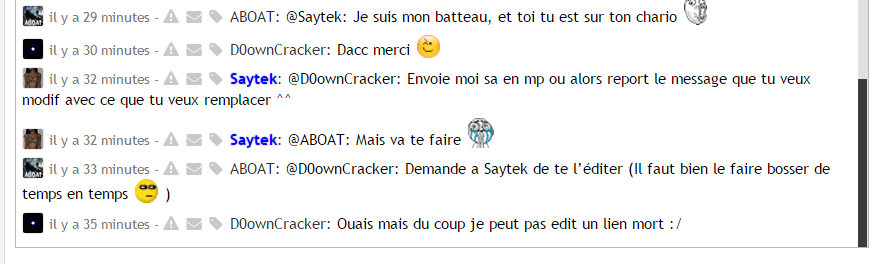 il y a 29 minutes - ABOAT: @Saytek: Je suis mon batteau, et toi tu est sur ton chario
il y a 30 minutes - D0ownCracker: Dacc merci
il y a 32 minutes - Saytek: @D0ownCracker: Envoie moi sa en mp ou alors report le message que tu veux
modif avec ce que tu veux remplacer ^^
il y a 32 minutes - Saytek: @ABOAT: Mais va te faire
il y a 33 minutes - ABOAT: @D0ownCracker: Demande a Saytek de te l'éditer (Il faut bien le faire bosser de
temps en temps )
il y a 35 minutes - D0ownCracker: Ouais mais du coup je peut pas edit un lien mort :/